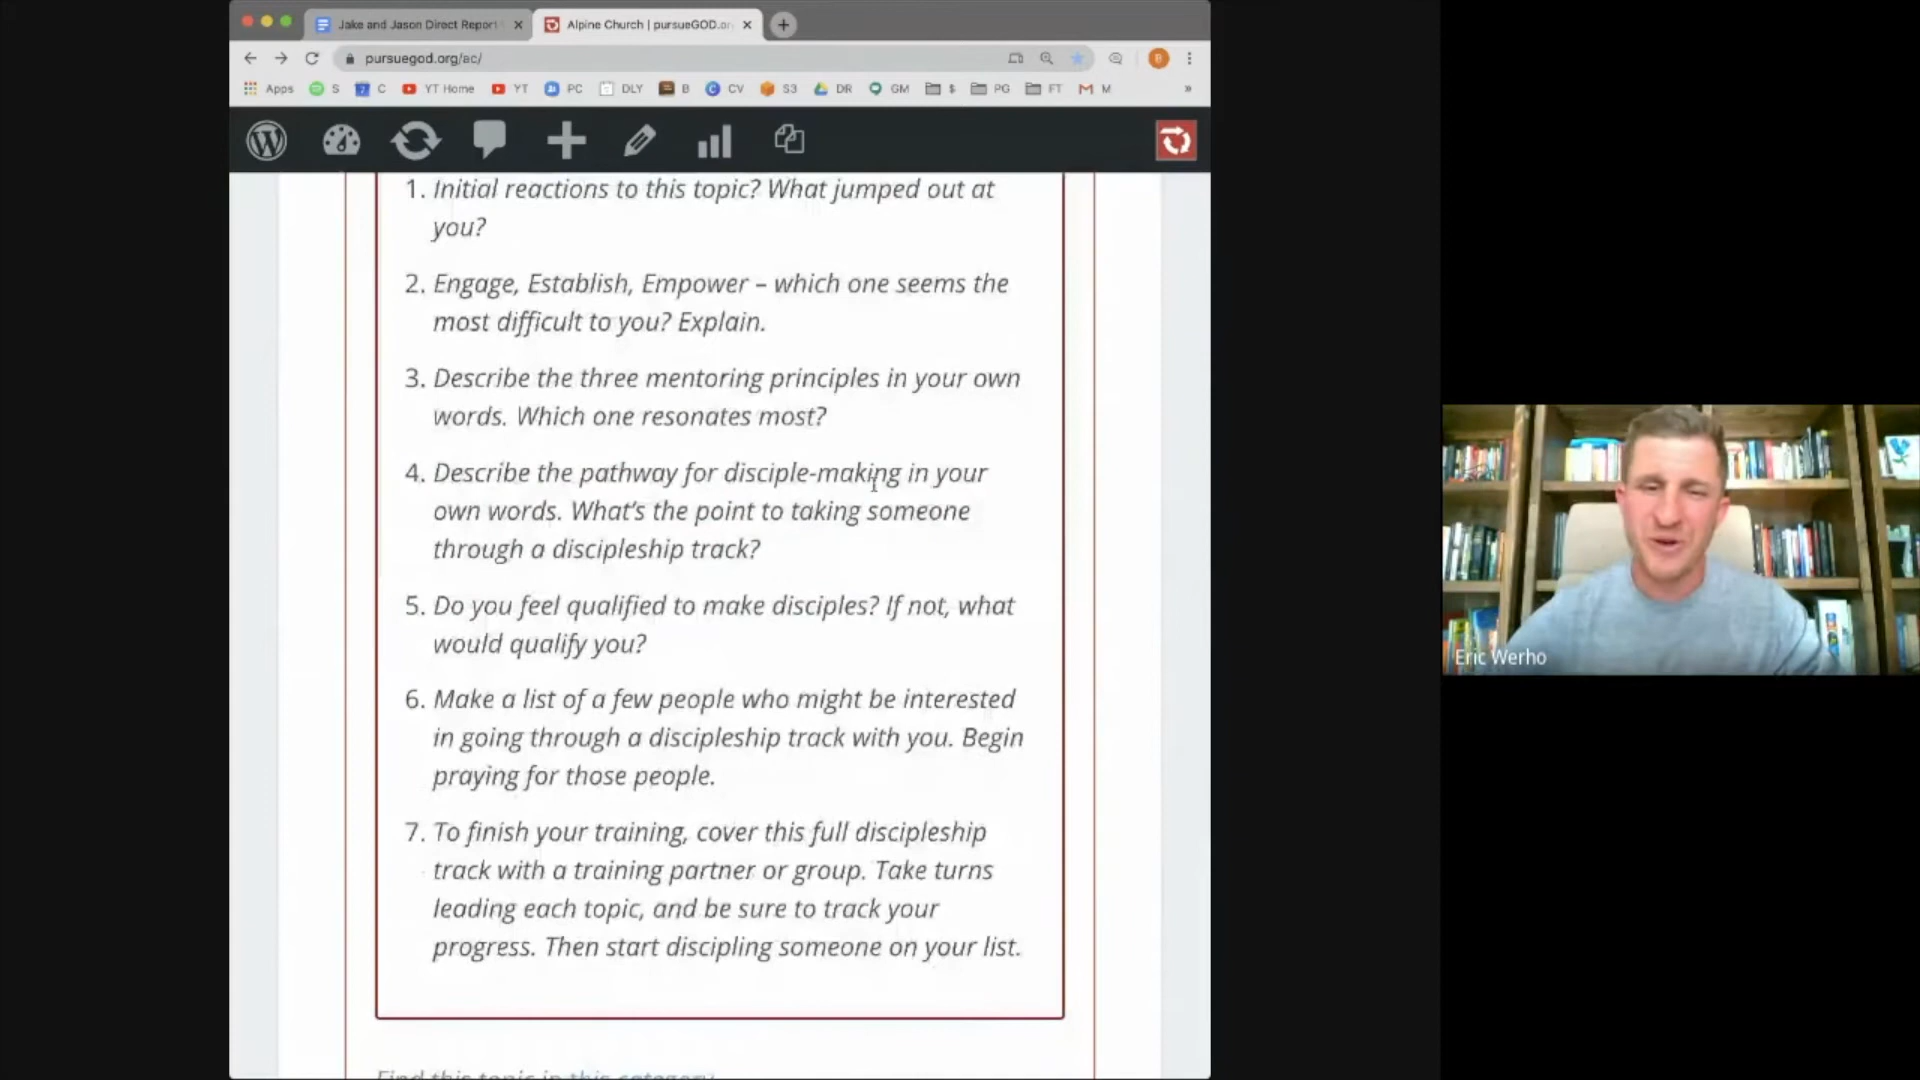 Jake and Jason Direct Report
Alpine Church | pursueGOD.or
pursuegod.org/ac/
B
Apps S C YT Home YT PC DLY B CV S3 DR GM $ PG FT M »
1. Initial reactions to this topic? What jumped out at
you?
2. Engage, Establish, Empower – which one seems the
most difficult to you? Explain.
3. Describe the three mentoring principles in your own
words. Which one resonates most?
4. Describe the pathway for disciple-making in your
own words. What's the point to taking someone
through a discipleship track?
5. Do you feel qualified to make disciples? If not, what
would qualify you?
6. Make a list of a few people who might be interested
in going through a discipleship track with you. Begin
praying for those people.
7. To finish your training, cover this full discipleship
track with a training partner or group. Take turns
leading each topic, and be sure to track your
progress. Then start discipling someone on your list.
Find this topic in this category
Eric Werho